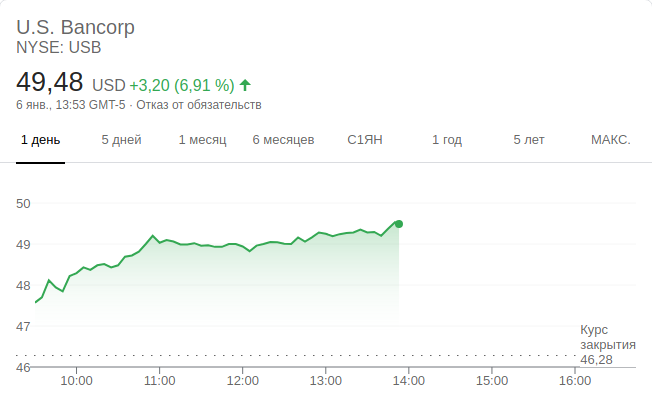 U.S. Bancorp
NYSE: USB
49,48 USD +3,20 (6,91 %)
6 янв., 13:53 GMT-5 · Отказ от обязательств
1 день 5 дней 1 месяц 6 месяцев С1ЯН 1 год 5 лет МАКС.
50
49
48
47
46
Курс
закрытия
46,28
10:00 11:00 12:00 13:00 14:00 15:00 16:00